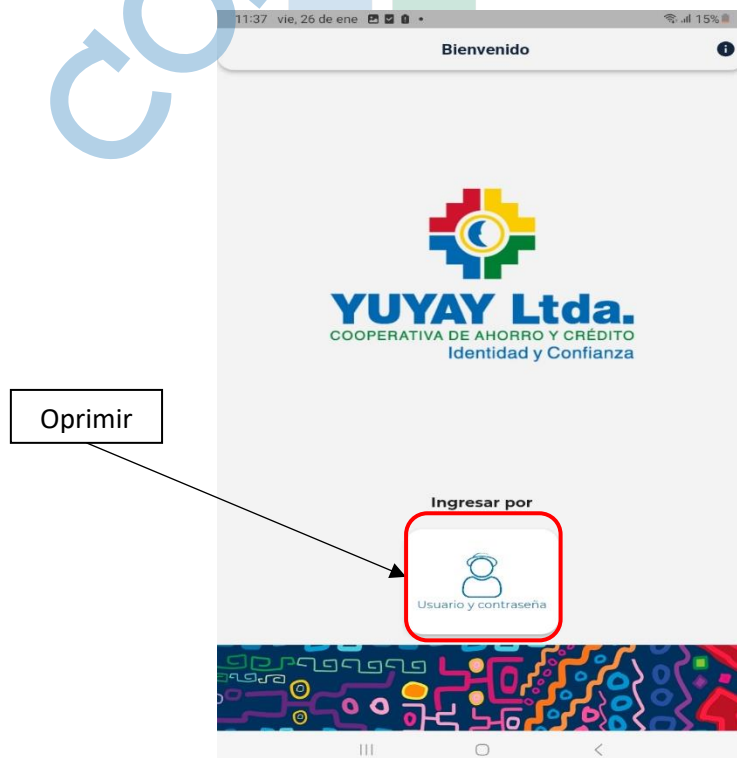 11:37 vie, 26 de ene
15%
Bienvenido
YUYAY Ltda.
COOPERATIVA DE AHORRO Y CRÉDITO
Identidad y Confianza
Oprimir
Ingresar por
Usuario y contraseña